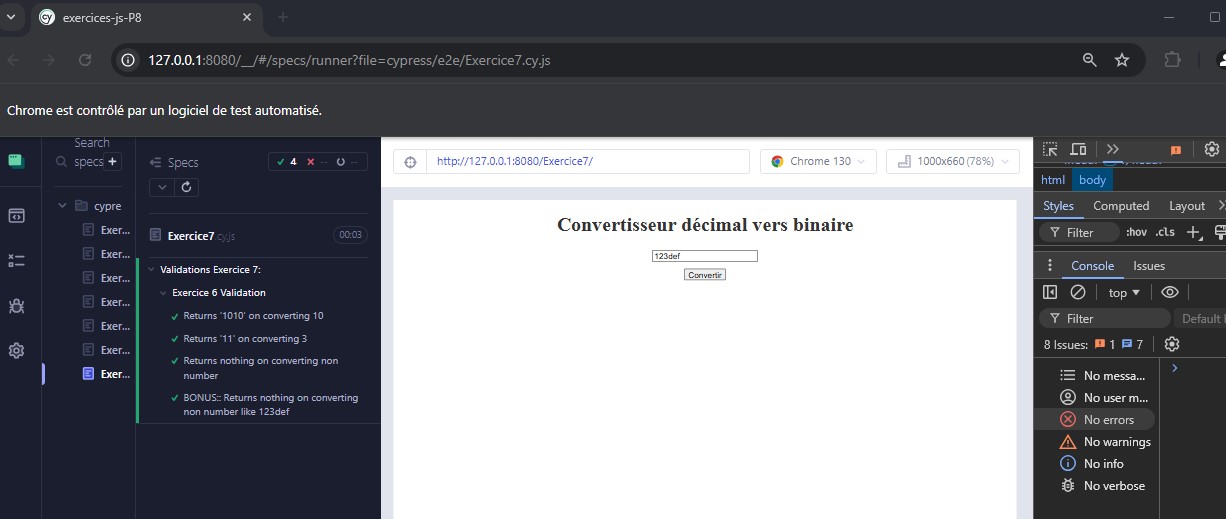 exercices-js-P8
127.0.0.1:8080/__/#/specs/runner?file=cypress/e2e/Exercice7.cy.js
Chrome est contrôlé par un logiciel de test automatisé.
Search
specs
Specs
4
--
--
cypre
Exer...
Exer...
Exer...
Exer...
Exer...
Exer...
Exer...
Exercice7.cy.js
00:03
Validations Exercice 7:
Exercice 6 Validation
Returns '1010' on converting 10
Returns '11' on converting 3
Returns nothing on converting non
number
BONUS:: Returns nothing on converting
non number like 123def
http://127.0.0.1:8080/Exercice7/
Chrome 130
1000x660 (78%)
Convertisseur décimal vers binaire
123def
Convertir
html
body
Styles
Computed
Layout
Filter
:hov
.cls
Console
Issues
top
Filter
Default
8 Issues:
1
7
No messa...
No user m...
No errors
No warnings
No info
No verbose